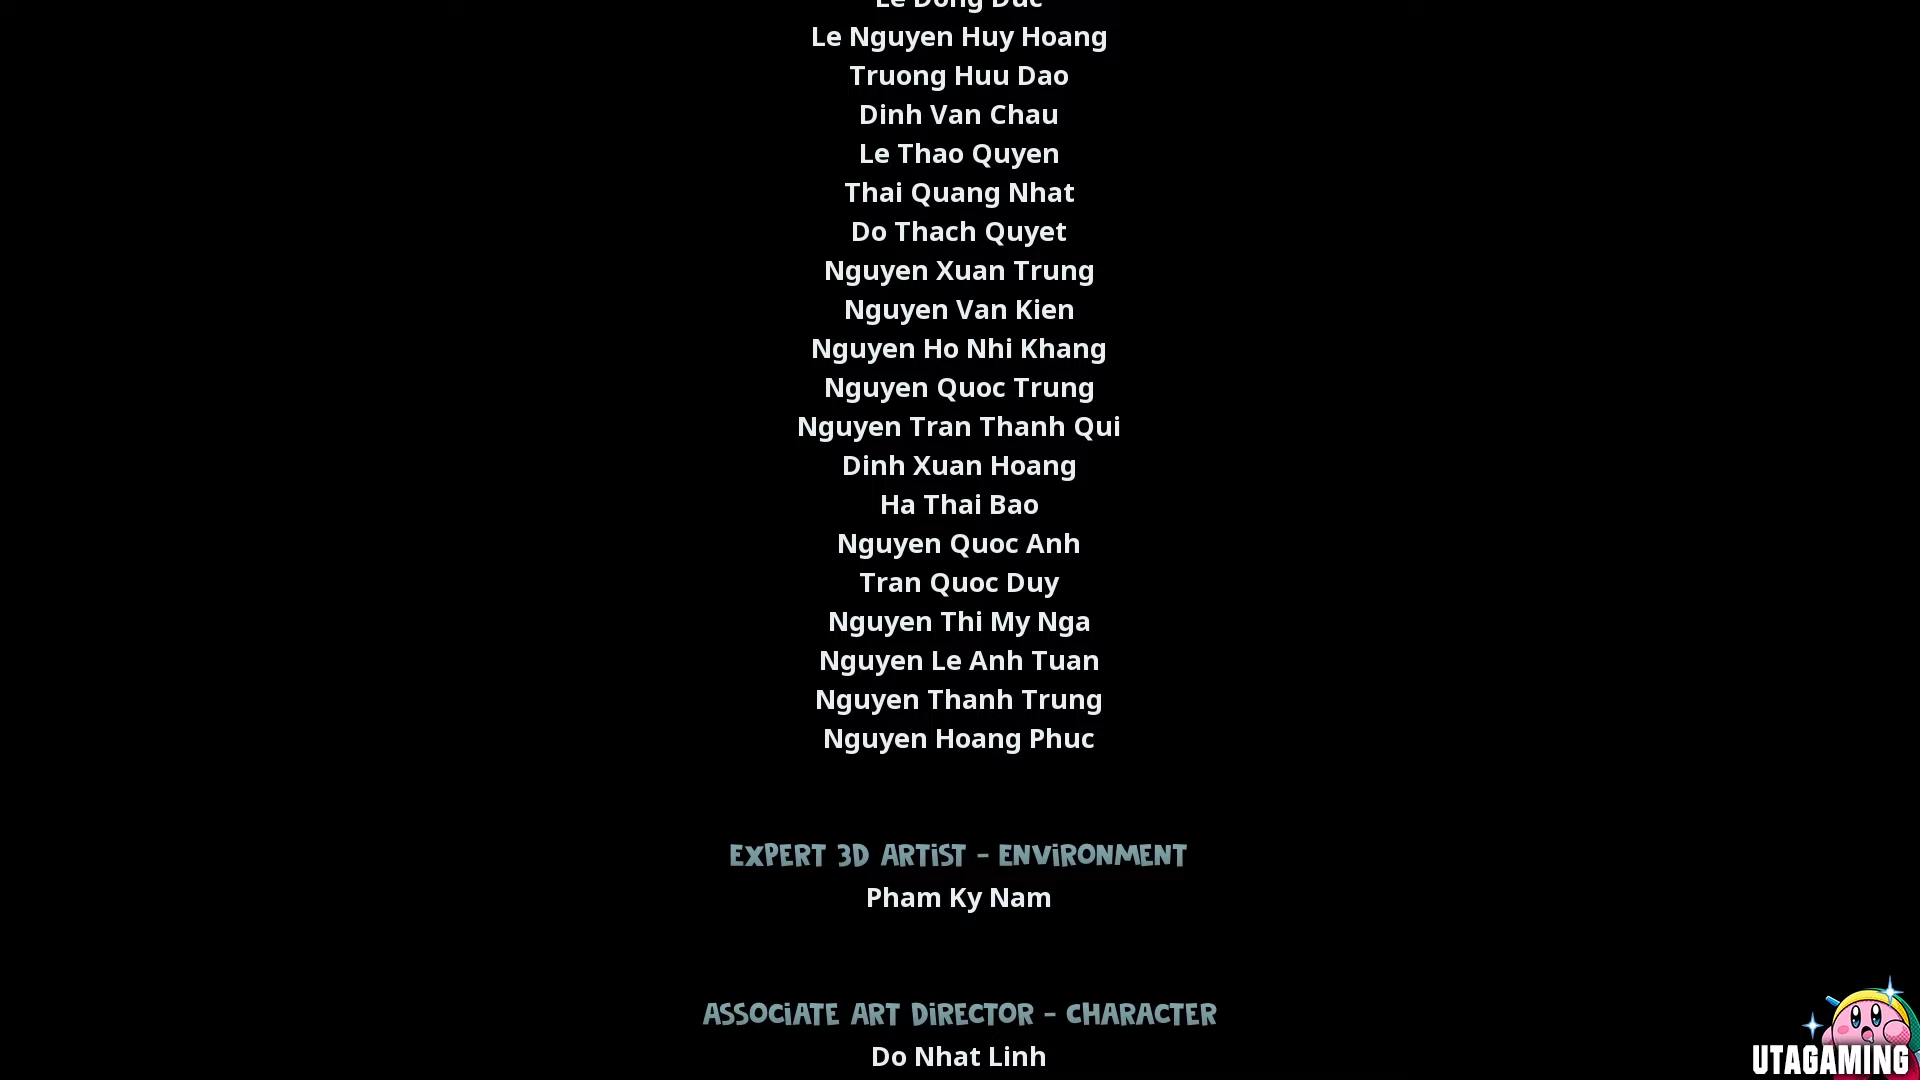 Le Dong Duc
Le Nguyen Huy Hoang
Truong Huu Dao
Dinh Van Chau
Le Thao Quyen
Thai Quang Nhat
Do Thach Quyet
Nguyen Xuan Trung
Nguyen Van Kien
Nguyen Ho Nhi Khang
Nguyen Quoc Trung
Nguyen Tran Thanh Qui
Dinh Xuan Hoang
Ha Thai Bao
Nguyen Quoc Anh
Tran Quoc Duy
Nguyen Thi My Nga
Nguyen Le Anh Tuan
Nguyen Thanh Trung
Nguyen Hoang Phuc
EXPERT 3D ARTiST - ENViRONMENT
Pham Ky Nam
ASSOCiATE ART DiRECTOR - CHARACTER
Do Nhat Linh
UTAGAMING